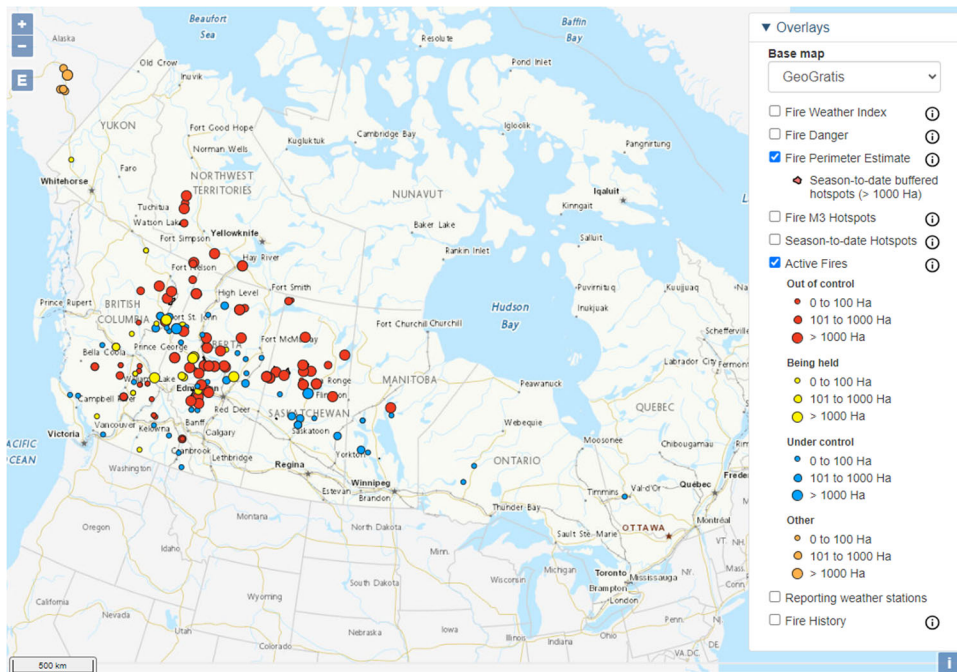 +
−
E
Beaufort
Sea
Baffin
Bay
Alaska
Resolute
Old Crow
Inuvik
Pond Inlet
YUKON
Fort Good Hope
Kugluktuk
Cambridge Bay
Igloolik
Norman Wells
Pangnirtung
Faro
Whitehorse
NORTHWEST
TERRITORIES
NUNAVUT
Iqaluit
Tuchitua
Kinngait
Watson Lake
Baker Lake
Fort Simpson
Yellowknife
Salluit
Hay River
Rankin Inlet
Fort Nelson
High Level
Fort Smith
Puvirnituq
Kuujjuaq
Prince Rupert
BRITISH
COLUMBIA
Fort St. John
Hudson
Bay
Inukjuak
Fort Churchill
Churchill
Schefferville
Prince George
Bella Coola
Fort McMurray
Labrador City
Ronge
MANITOBA
Peawanuck
Flin Flon
Campbell River
Edmonton
Red Deer
SASKATCHEWAN
QUEBEC
Vancouver
Banff
Victoria
Kelowna
Calgary
Saskatoon
Webequie
Moosonee
Chibougamau
PACIFIC
OCEAN
Cranbrook
Lethbridge
Yorkton
ONTARIO
Washington
Regina
Winnipeg
Timmins
Val-d'Or
Québec
Estevan
Brandon
Thunder Bay
Montana
North Dakota
OTTAWA
Montréal
Oregon
Sault Ste-Marie
Idaho
Minn.
VT.
South Dakota
Wisconsin
Michigan
Toronto
Mississauga
Brampton
London
Wyoming
California
Nevada
Nebraska
Iowa
Utah
Colorado
Illinois
Indiana
Ohio
PA.
NJ
DE
VA.
DC
500 km
▼ Overlays
Base map
GeoGratis
Fire Weather Index
Fire Danger
Fire Perimeter Estimate
Season-to-date buffered
hotspots (> 1000 Ha)
Fire M3 Hotspots
Season-to-date Hotspots
Active Fires
Out of control
0 to 100 Ha
101 to 1000 Ha
> 1000 Ha
Being held
0 to 100 Ha
101 to 1000 Ha
> 1000 Ha
Under control
0 to 100 Ha
101 to 1000 Ha
> 1000 Ha
Other
0 to 100 Ha
101 to 1000 Ha
> 1000 Ha
Reporting weather stations
Fire History
i